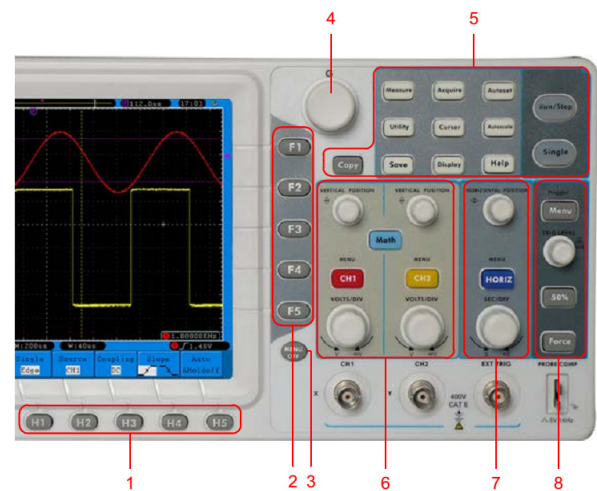 4
5
G
Measure Acquire Autoset
Utility Cursor Autoscale
Run/Stop
Copy Save Display Help
Single
17:03
F1
F2
F3
F4
F5
MENU OFF
VERTICAL POSITION VERTICAL POSITION HORIZONTAL POSITION
Trigger
Menu
TRIG LEVEL
Math
MENU MENU MENU
CH1 CH2 HORIZ
50%
VOLTS/DIV VOLTS/DIV SEC/DIV
Force
W:40us
1.48V
Single Source Coupling Slope Auto
Edge CH1 DC &Holdoff
CH1 CH2 EXT TRIG PROBE COMP
X Y
400V
CAT II
H1 H2 H3 H4 H5
1 2 3 6 7 8